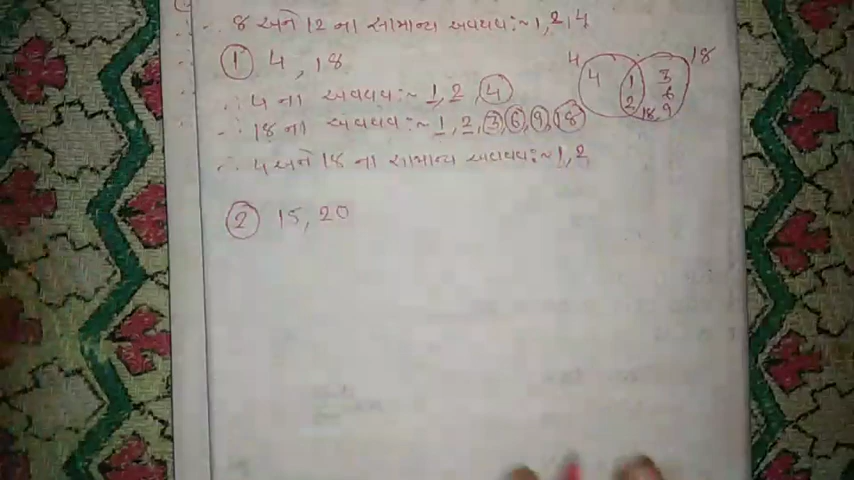 8 અને 12 ના સામાન્ય અવયવ:~1,2,4
① 4, 18
∴ 4 ના અવયવ:~ 1, 2, 4
∴ 18 ના અવયવ:~ 1, 2, 3, 6, 9, 18
∴ 4 અને 18 ના સામાન્ય અવયવ:~1, 2
4 18
4 1 3
2 6
18, 9
② 15, 20